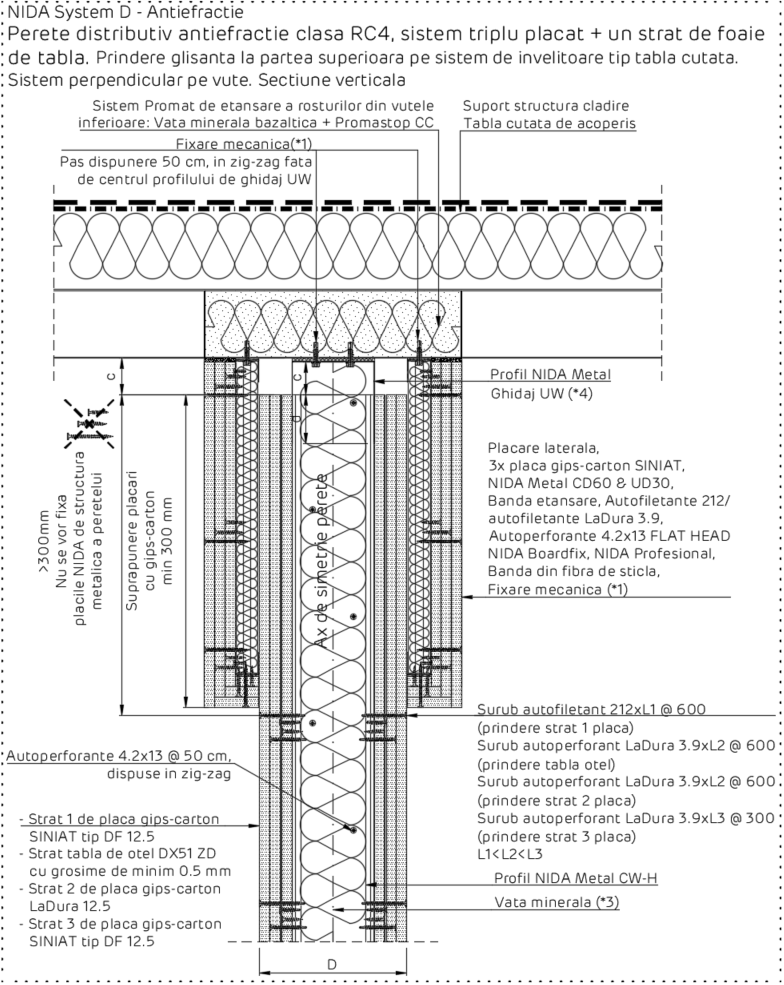 NIDA System D - Antiefractie
Perete distributiv antiefractie clasa RC4, sistem triplu placat + un strat de foaie
de tabla. Prindere glisanta la partea superioara pe sistem de invelitoare tip tabla cutata.
Sistem perpendicular pe vute. Sectiune verticala
Sistem Promat de etansare a rosturilor din vutele
inferioare: Vata minerala bazaltica + Promastop CC
Suport structura cladire
Tabla cutata de acoperis
Fixare mecanica(*1)
Pas dispunere 50 cm, in zig-zag fata
de centrul profilului de ghidaj UW
c
c
d
Profil NIDA Metal
Ghidaj UW (*4)
>300mm
Nu se vor fixa
placile NIDA de structura
metalica a peretelui
Suprapunere placari
cu gips-carton
min 300 mm
Ax de simetrie perete
Placare laterala,
3x placa gips-carton SINIAT,
NIDA Metal CD60 & UD30,
Banda etansare, Autofiletante 212/
autofiletante LaDura 3.9,
Autoperforante 4.2x13 FLAT HEAD
NIDA Boardfix, NIDA Profesional,
Banda din fibra de sticla,
Fixare mecanica (*1)
Surub autofiletant 212xL1 @ 600
(prindere strat 1 placa)
Surub autoperforant LaDura 3.9xL2 @ 600
(prindere tabla otel)
Surub autoperforant LaDura 3.9xL2 @ 600
(prindere strat 2 placa)
Surub autoperforant LaDura 3.9xL3 @ 300
(prindere strat 3 placa)
L1<L2<L3
Autoperforante 4.2x13 @ 50 cm,
dispuse in zig-zag
- Strat 1 de placa gips-carton
SINIAT tip DF 12.5
- Strat tabla de otel DX51 ZD
cu grosime de minim 0.5 mm
- Strat 2 de placa gips-carton
LaDura 12.5
- Strat 3 de placa gips-carton
SINIAT tip DF 12.5
Profil NIDA Metal CW-H
Vata minerala (*3)
D